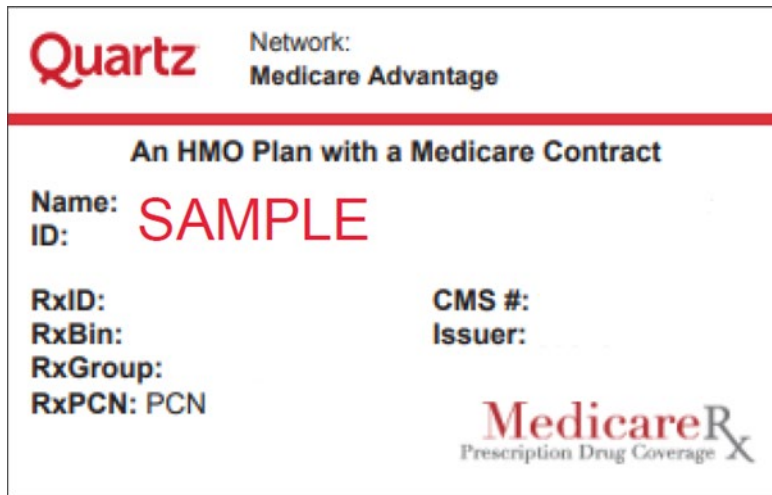 Quartz
Network:
Medicare Advantage
An HMO Plan with a Medicare Contract
Name:
ID:
SAMPLE
RxID:
RxBin:
RxGroup:
RxPCN: PCN
CMS #:
Issuer:
MedicareRx
Prescription Drug Coverage